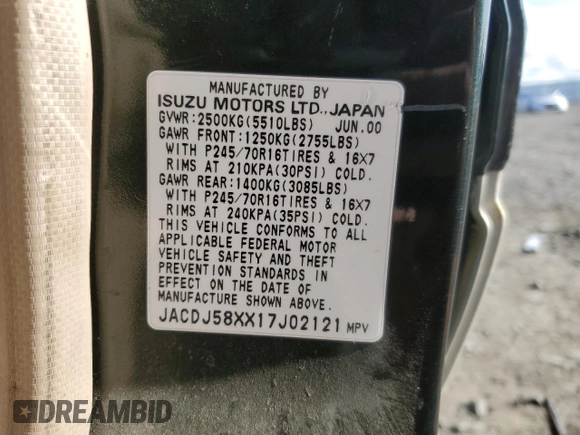 MANUFACTURED BY
ISUZU MOTORS LTD., JAPAN
GVWR:2500KG(5510LBS) JUN.00
GAWR FRONT:1250KG(2755LBS)
WITH P245/70R16TIRES & 16X7
RIMS AT 210KPA(30PSI) COLD.
GAWR REAR:1400KG(3085LBS)
WITH P245/70R16TIRES & 16X7
RIMS AT 240KPA(35PSI) COLD.
THIS VEHICLE CONFORMS TO ALL
APPLICABLE FEDERAL MOTOR
VEHICLE SAFETY AND THEFT
PREVENTION STANDARDS IN
EFFECT ON THE DATE OF
MANUFACTURE SHOWN ABOVE.
JACDJ58XX17J02121 MPV
DREAMBID